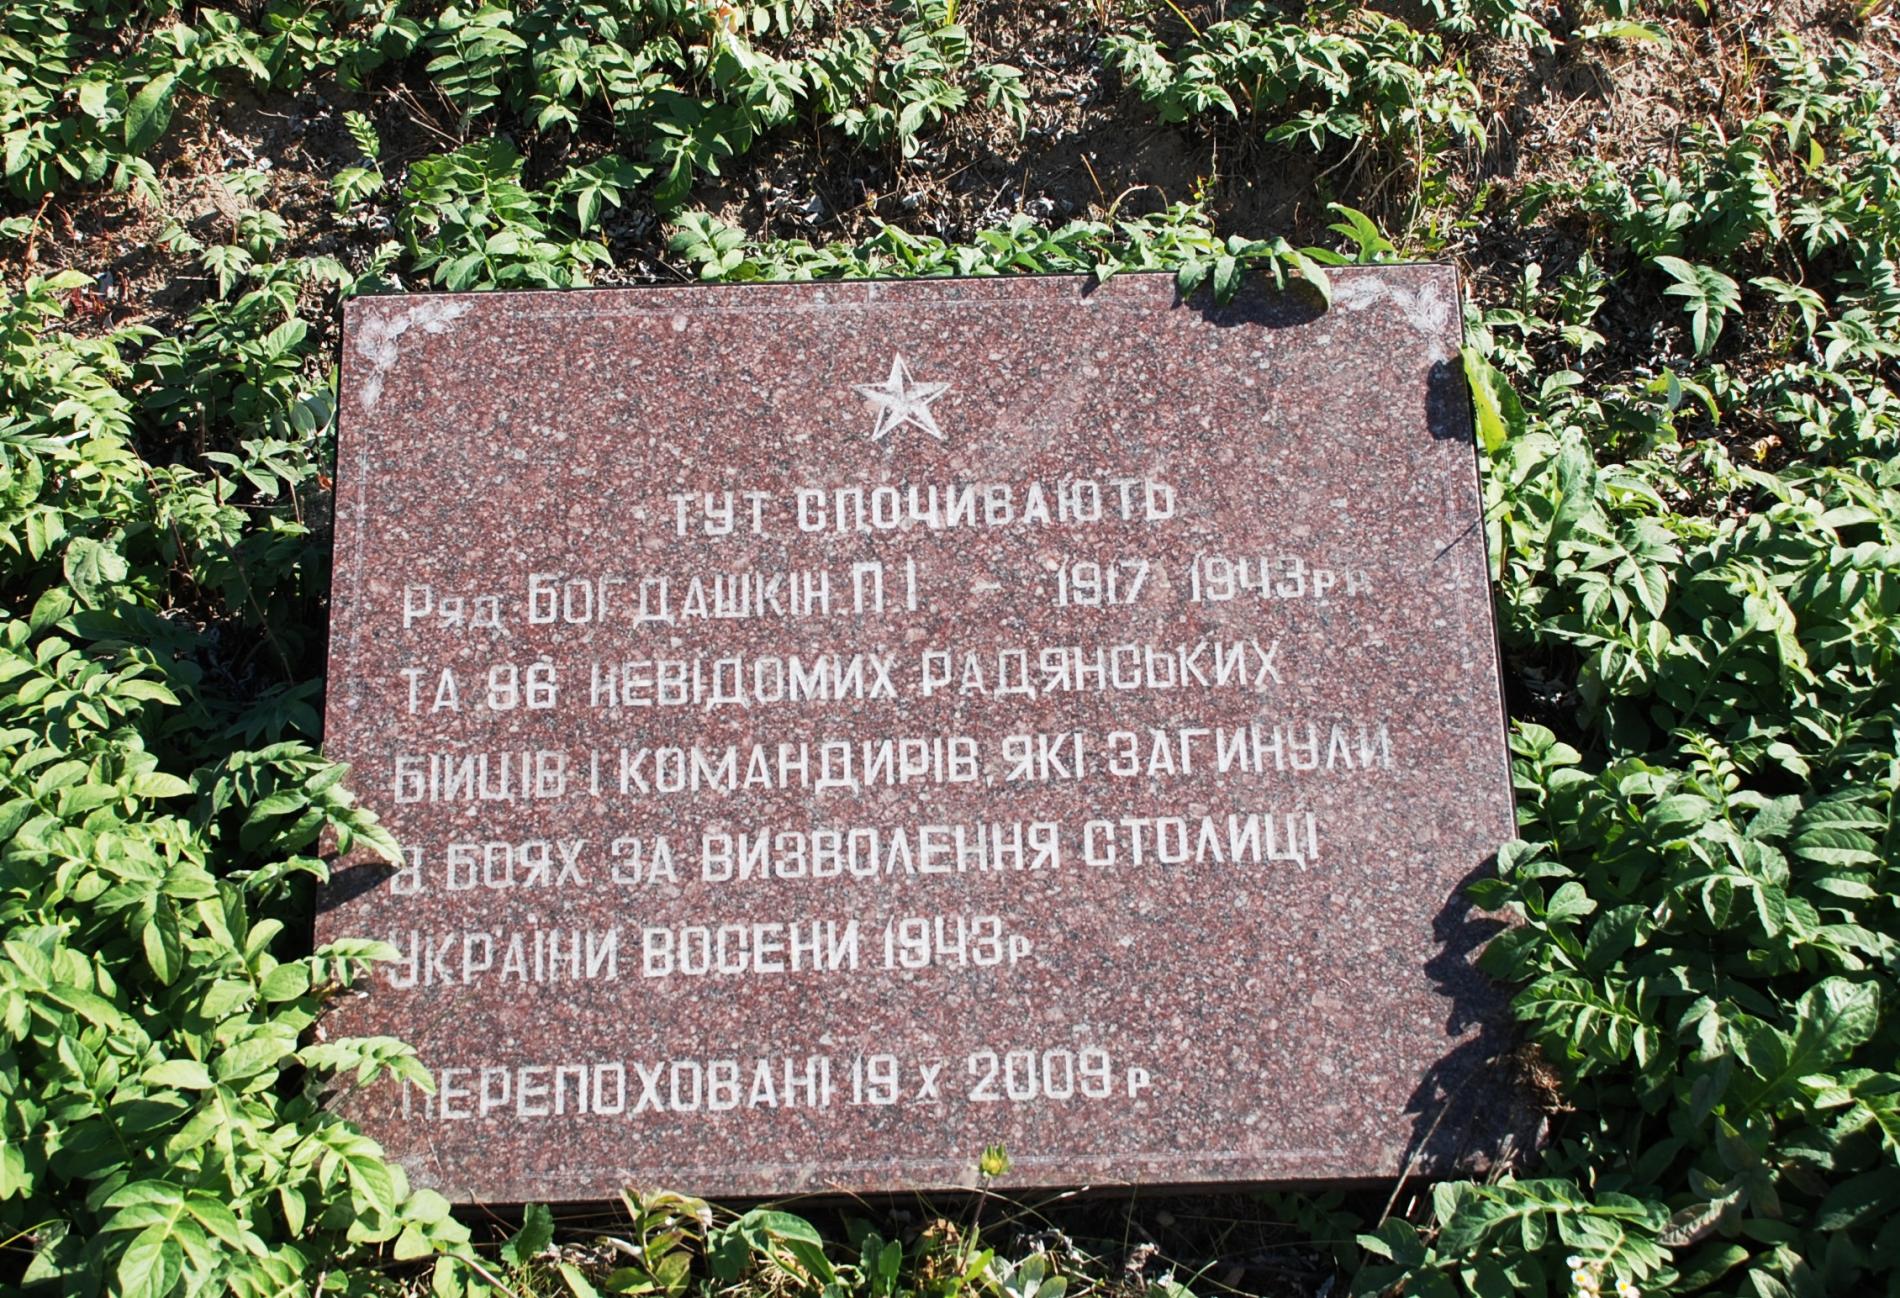 ТУТ СПОЧИВАЮТЬ
Ряд. БОГДАШКІН П І - 1917 1943рр
ТА 96 НЕВІДОМИХ РАДЯНСЬКИХ
БІЙЦІВ І КОМАНДИРІВ, ЯКІ ЗАГИНУЛИ
В БОЯХ ЗА ВИЗВОЛЕННЯ СТОЛИЦІ
УКРАЇНИ ВОСЕНИ 1943р
ПЕРЕПОХОВАНІ 19 X 2009 р